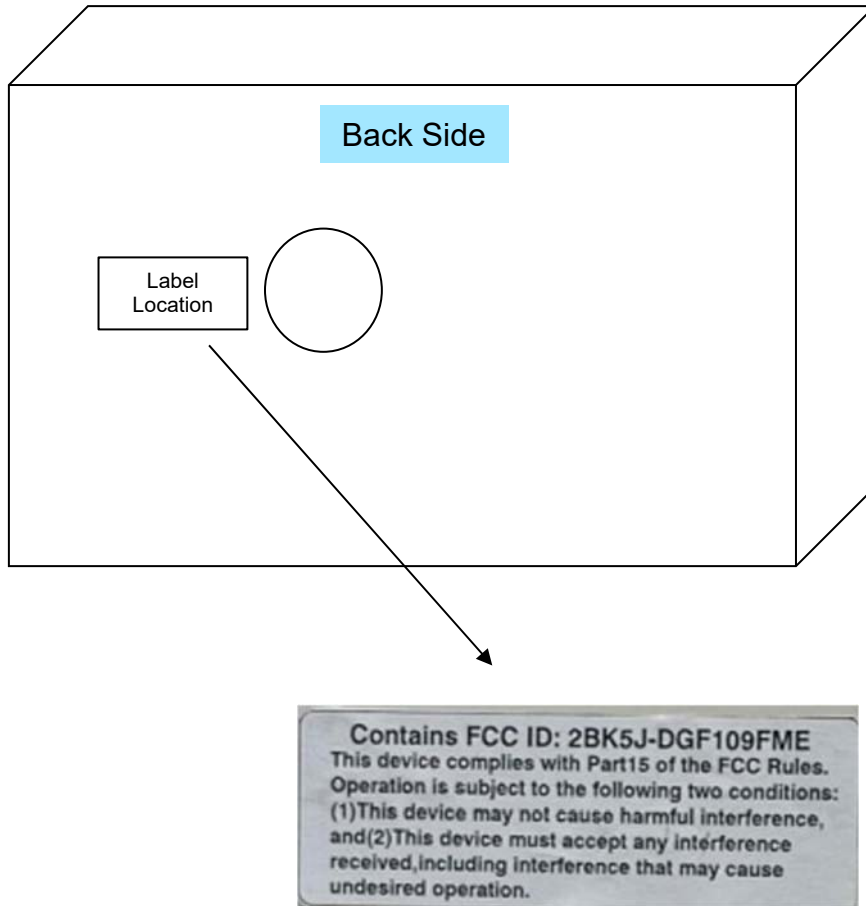 Back Side
Label
Location
Contains FCC ID: 2BK5J-DGF109FME
This device complies with Part15 of the FCC Rules.
Operation is subject to the following two conditions:
(1)This device may not cause harmful interference,
and(2)This device must accept any interference
received,including interference that may cause
undesired operation.